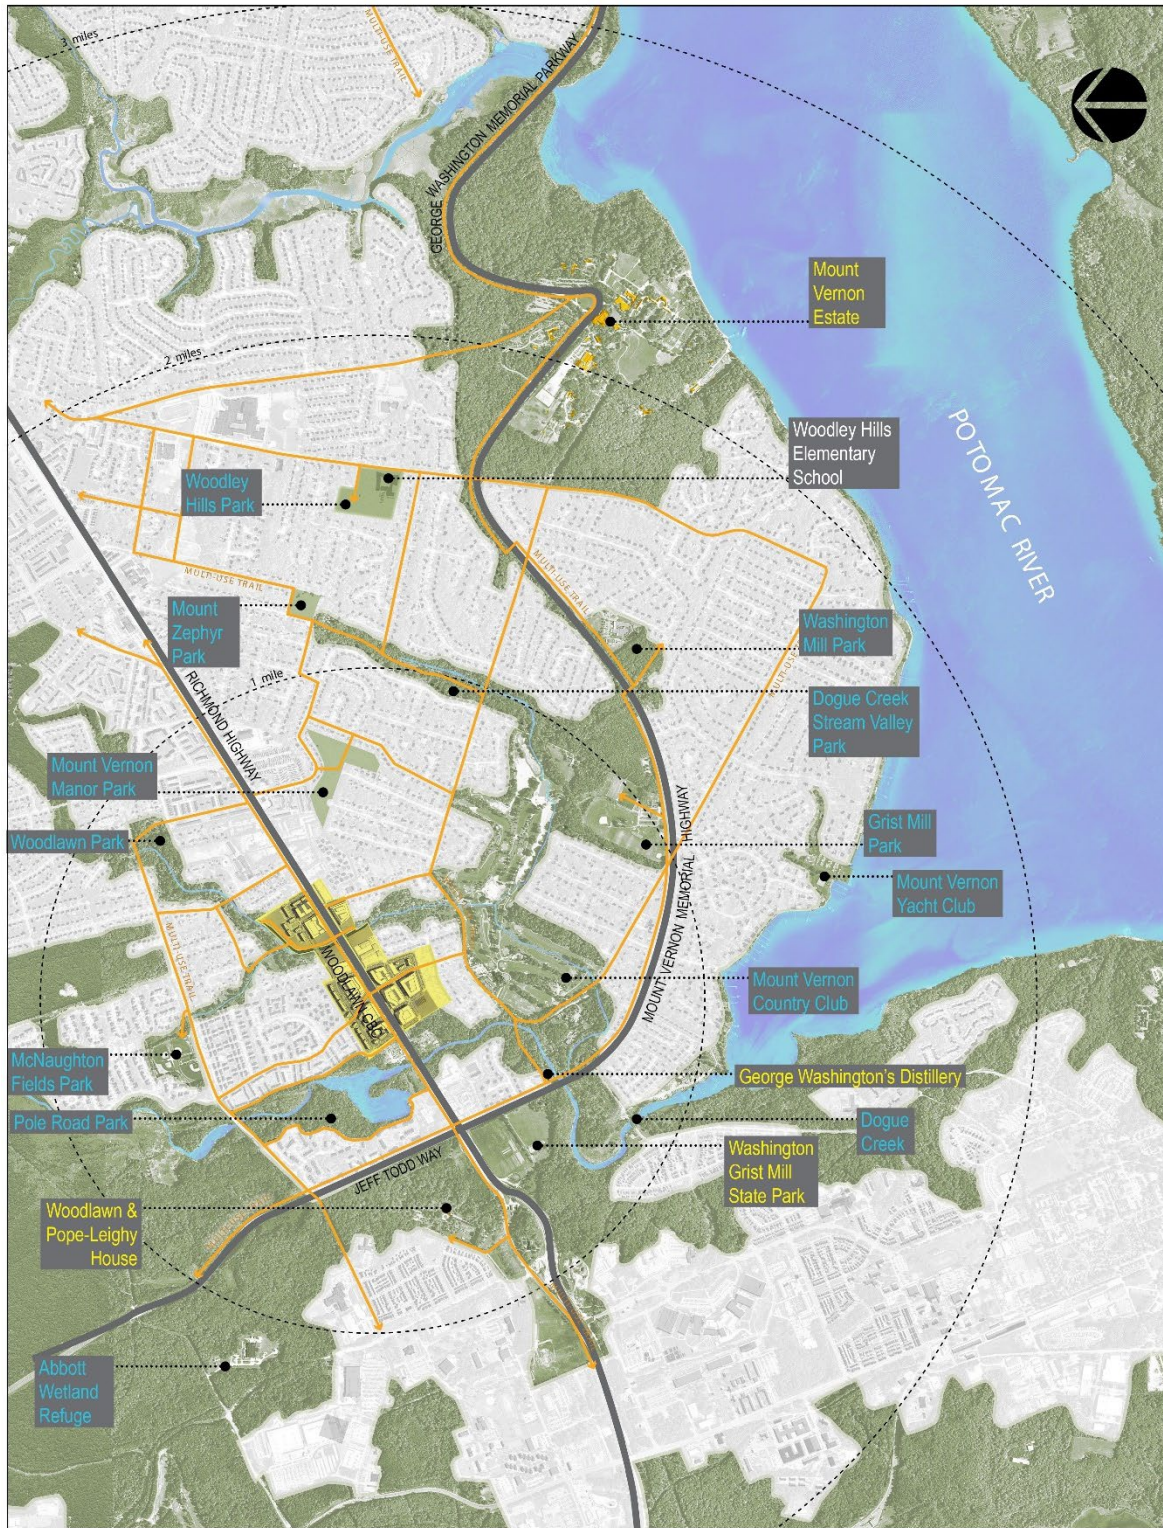 3 miles
MULTI-USE TRAIL
GEORGE WASHINGTON MEMORIAL PARKWAY
Mount
Vernon
Estate
2 miles
POTOMAC RIVER
Woodley Hills
Elementary
School
Woodley
Hills Park
MULTI-USE TRAIL
MULTI-USE TRAIL
Mount
Zephyr
Park
Washington
Mill Park
1 mile
RICHMOND HIGHWAY
MULTI-USE
Dogue Creek
Stream Valley
Park
Mount Vernon
Manor Park
MOUNT VERNON MEMORIAL HIGHWAY
Woodlawn Park
Grist Mill
Park
Mount Vernon
Yacht Club
MULTI-USE TRAIL
WOODLAWN CBC
Mount Vernon
Country Club
McNaughton
Fields Park
George Washington's Distillery
Pole Road Park
Dogue
Creek
Washington
Grist Mill
State Park
JEFF TODD WAY
Woodlawn &
Pope-Leighy
House
Abbott
Wetland
Refuge